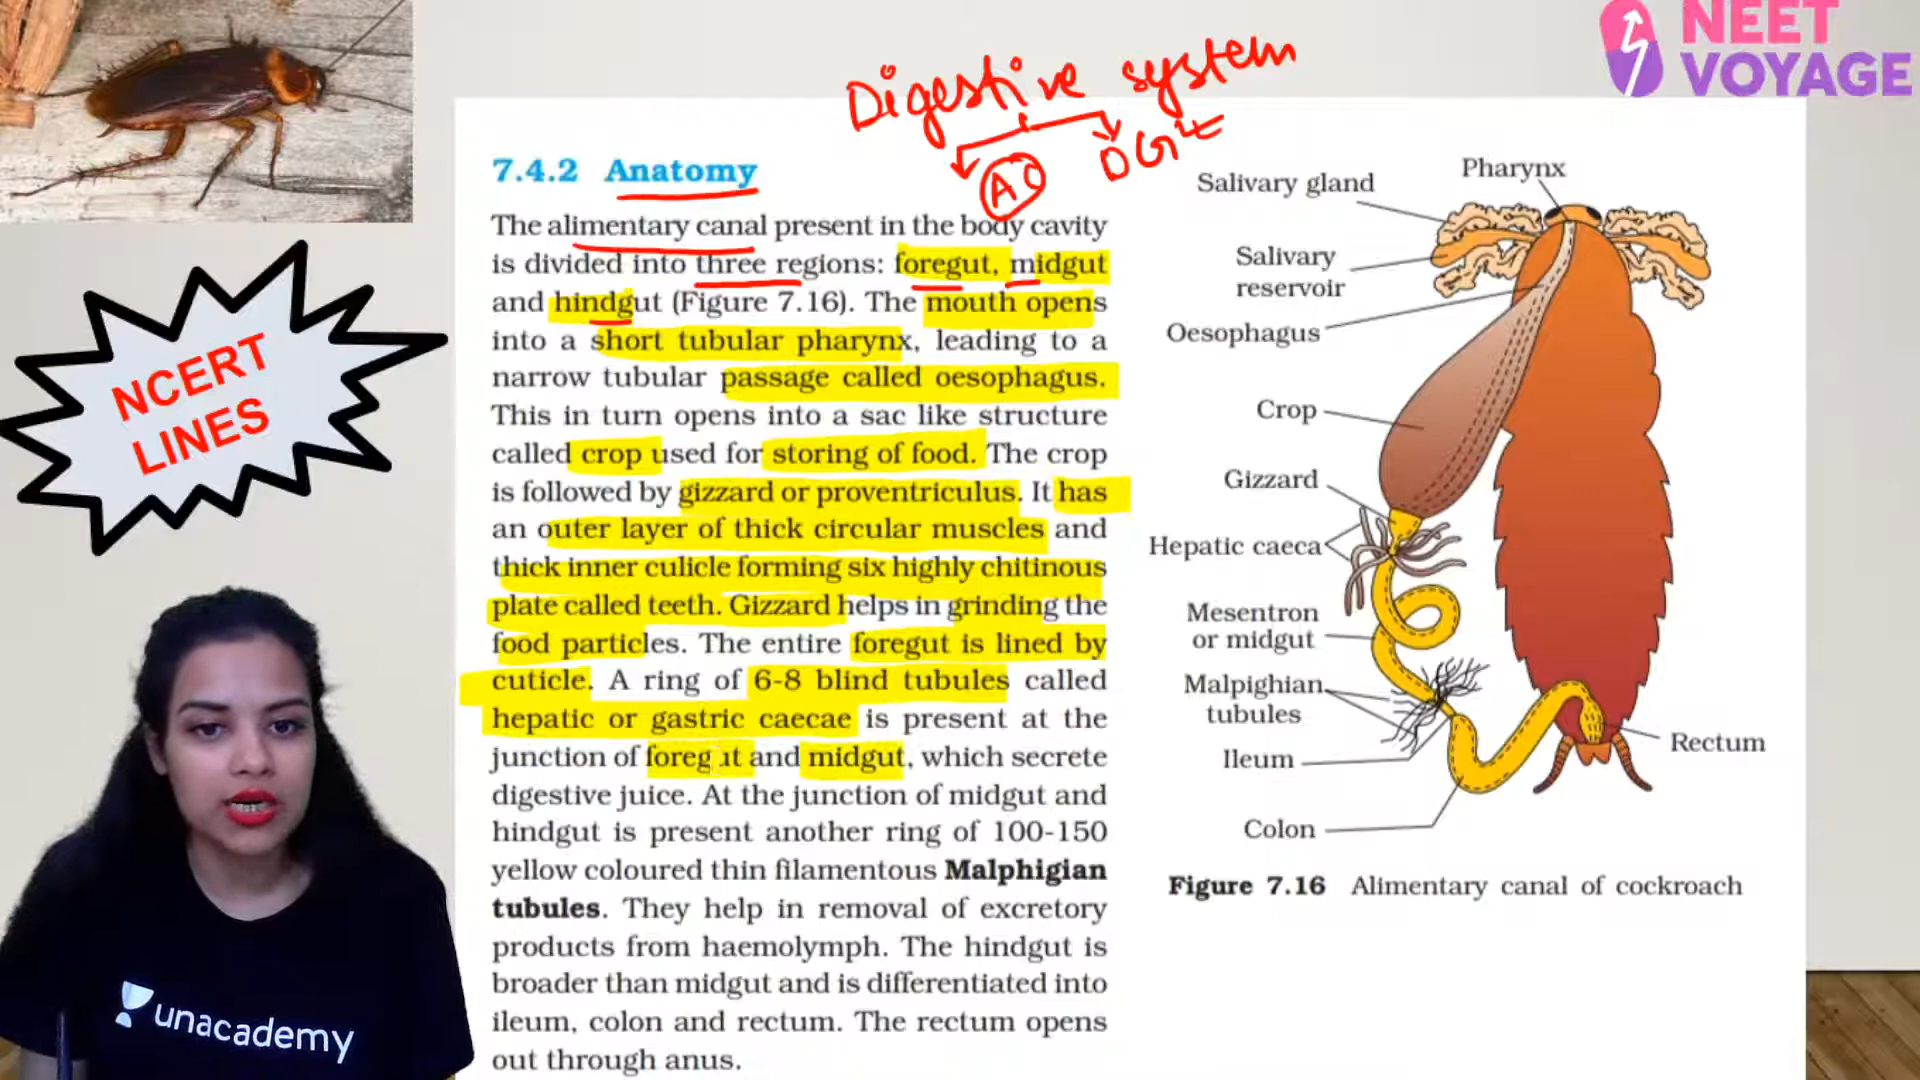 NEET
VOYAGE
Digestive system
AC
DG
7.4.2 Anatomy
The alimentary canal present in the body cavity
is divided into three regions: foregut, midgut
and hindgut (Figure 7.16). The mouth opens
into a short tubular pharynx, leading to a
narrow tubular passage called oesophagus.
This in turn opens into a sac like structure
called crop used for storing of food. The crop
is followed by gizzard or proventriculus. It has
an outer layer of thick circular muscles and
thick inner culicle forming six highly chitinous
plate called teeth. Gizzard helps in grinding the
food particles. The entire foregut is lined by
cuticle. A ring of 6-8 blind tubules called
hepatic or gastric caecae is present at the
junction of foregut and midgut, which secrete
digestive juice. At the junction of midgut and
hindgut is present another ring of 100-150
yellow coloured thin filamentous Malphigian
tubules. They help in removal of excretory
products from haemolymph. The hindgut is
broader than midgut and is differentiated into
ileum, colon and rectum. The rectum opens
out through anus.
NCERT
LINES
unacademy
Pharynx
Salivary gland
Salivary
reservoir
Oesophagus
Crop
Gizzard
Hepatic caeca
Mesentron
or midgut
Malpighian
tubules
Ileum
Colon
Rectum
Figure 7.16 Alimentary canal of cockroach